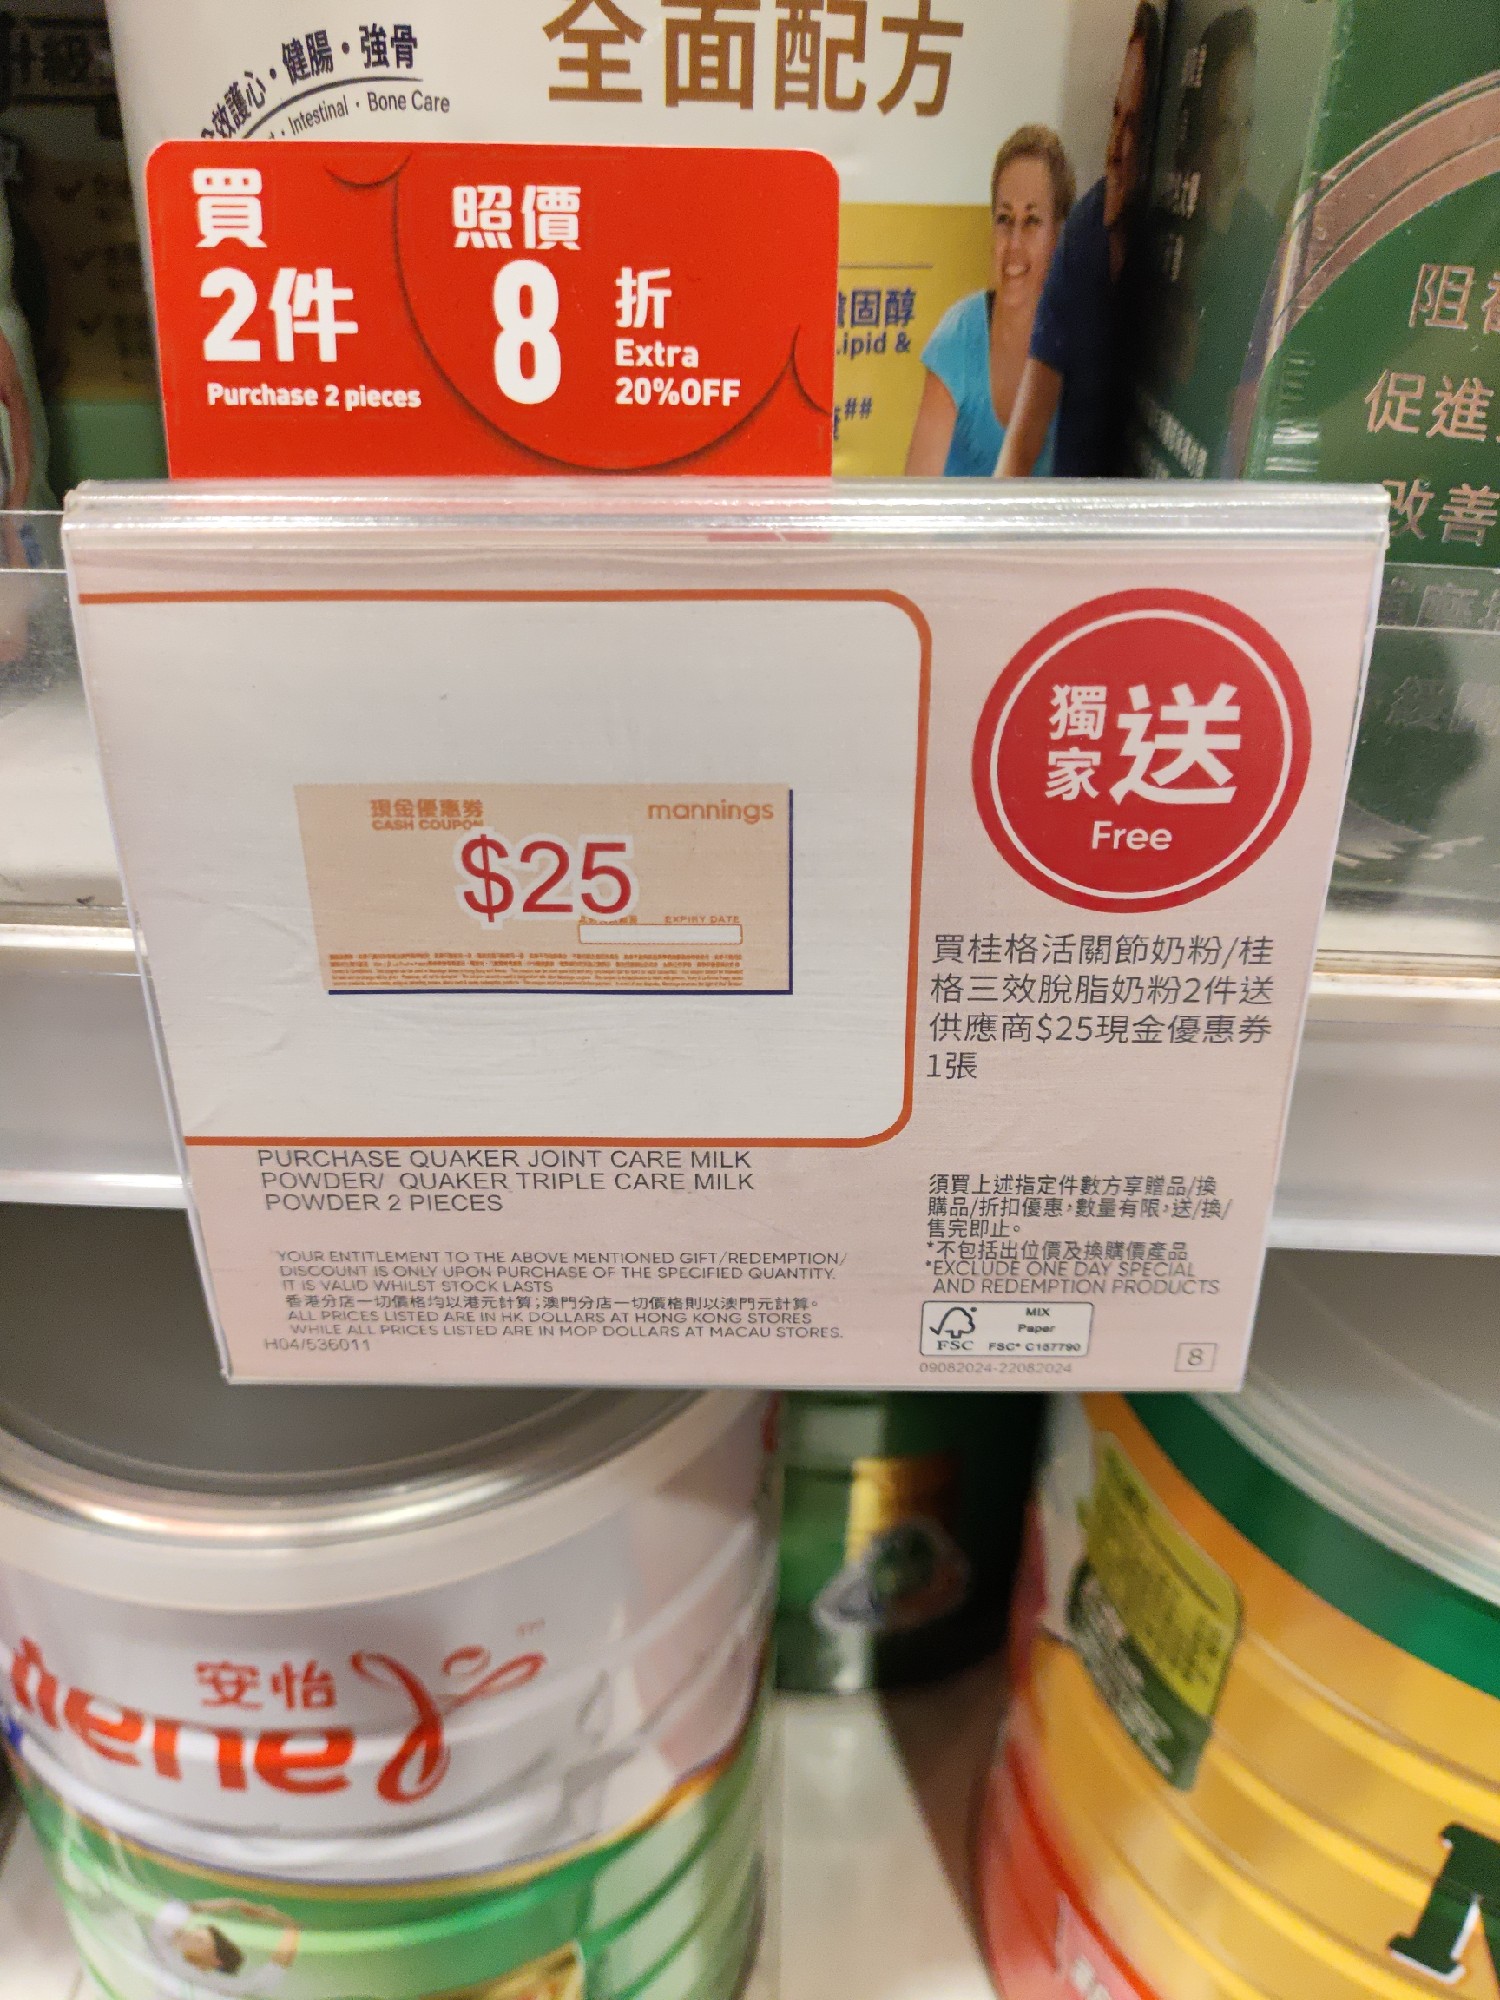 全面配方
效護心·健腸·強骨
Intestinal · Bone Care
買
2件
Purchase 2 pieces
照價
8折
Extra
20%OFF
固醇
ipid &
##
阻
促進
改善
現金優惠券
CASH COUPON
mannings
$25
EXPIRY DATE
獨家送
Free
買桂格活關節奶粉/桂
格三效脫脂奶粉2件送
供應商$25現金優惠券
1張
PURCHASE QUAKER JOINT CARE MILK
POWDER/ QUAKER TRIPLE CARE MILK
POWDER 2 PIECES
須買上述指定件數方享贈品/換
購品/折扣優惠,數量有限,送/換/
售完即止。
*不包括出位價及換購價產品
*EXCLUDE ONE DAY SPECIAL
AND REDEMPTION PRODUCTS
*YOUR ENTITLEMENT TO THE ABOVE MENTIONED GIFT/REDEMPTION/
DISCOUNT IS ONLY UPON PURCHASE OF THE SPECIFIED QUANTITY.
IT IS VALID WHILST STOCK LASTS
香港分店一切價格均以港元計算;澳門分店一切價格則以澳門元計算。
ALL PRICES LISTED ARE IN HK DOLLARS AT HONG KONG STORES
WHILE ALL PRICES LISTED ARE IN MOP DOLLARS AT MACAU STORES.
H04/536011
FSC
MIX
Paper
FSC® C157790
09082024-22082024
8
安怡